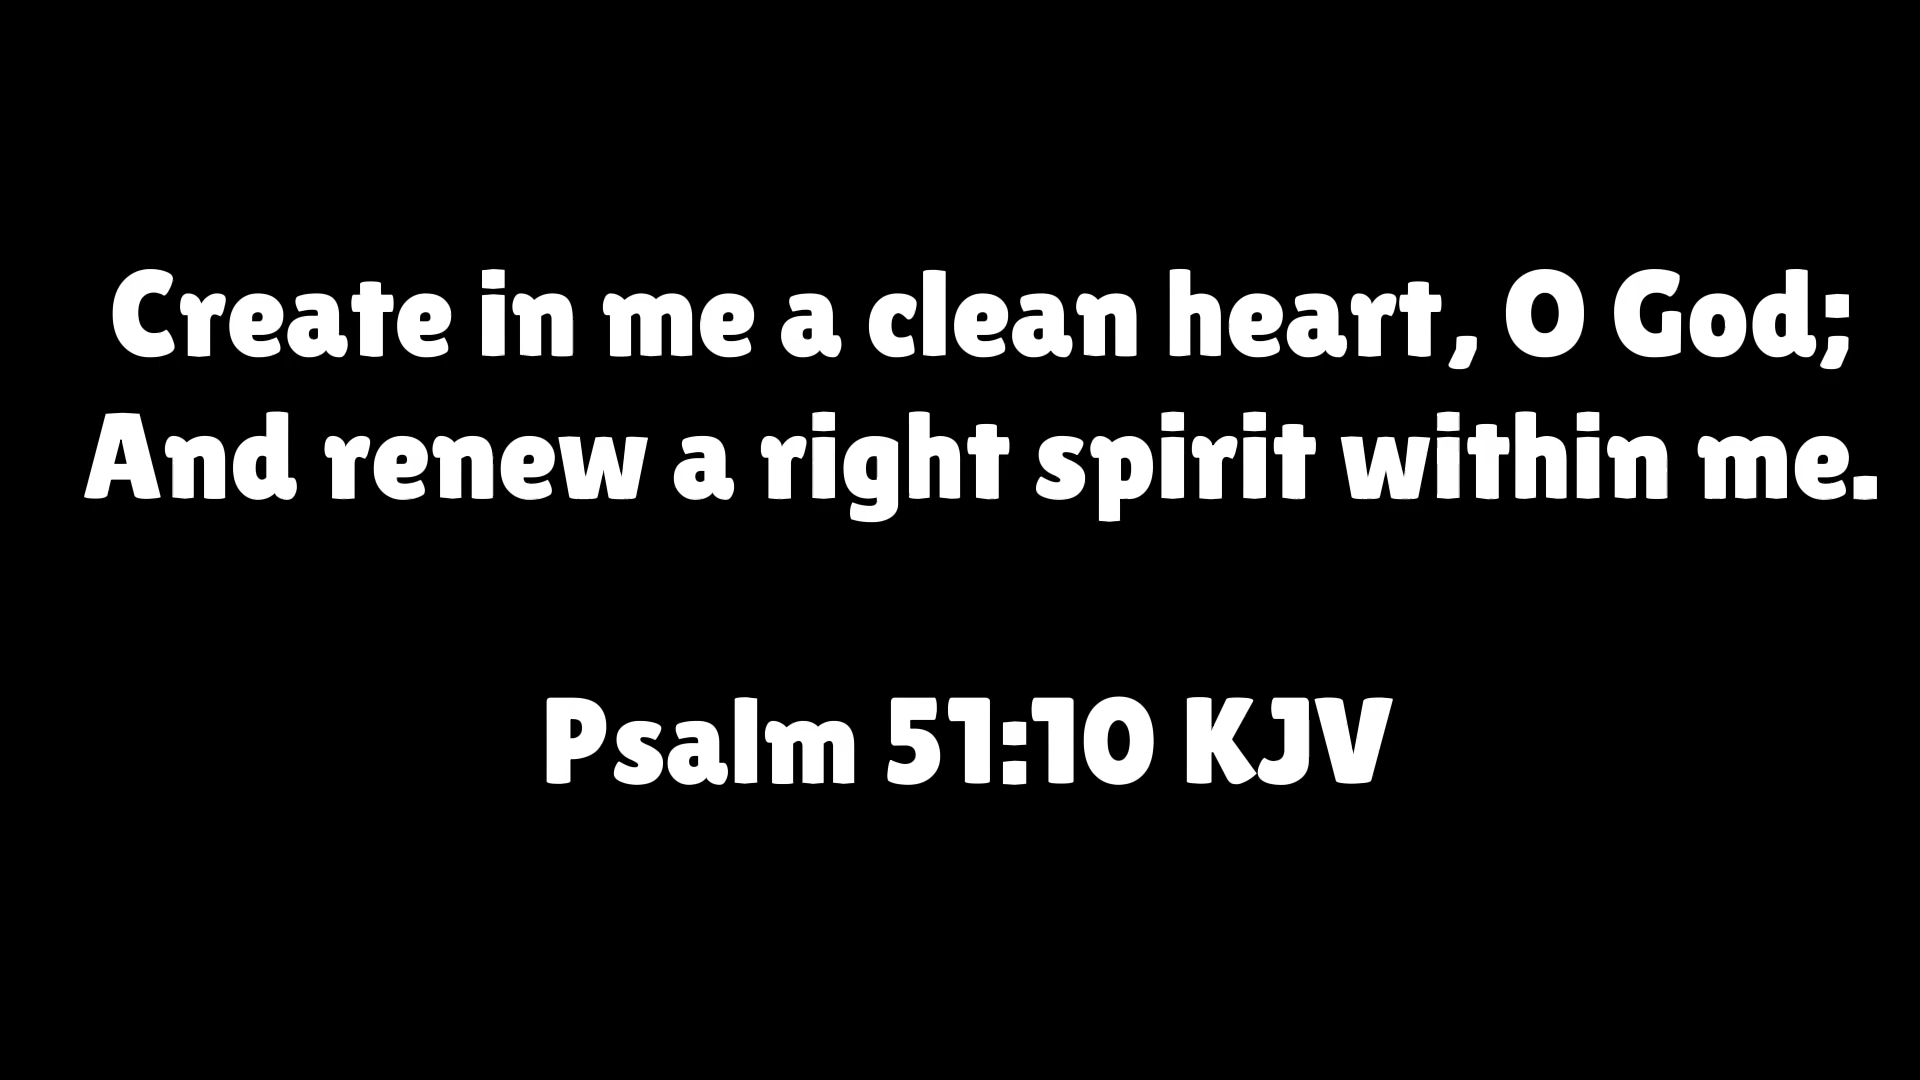 Create in me a clean heart, O God;
And renew a right spirit within me.
Psalm 51:10 KJV